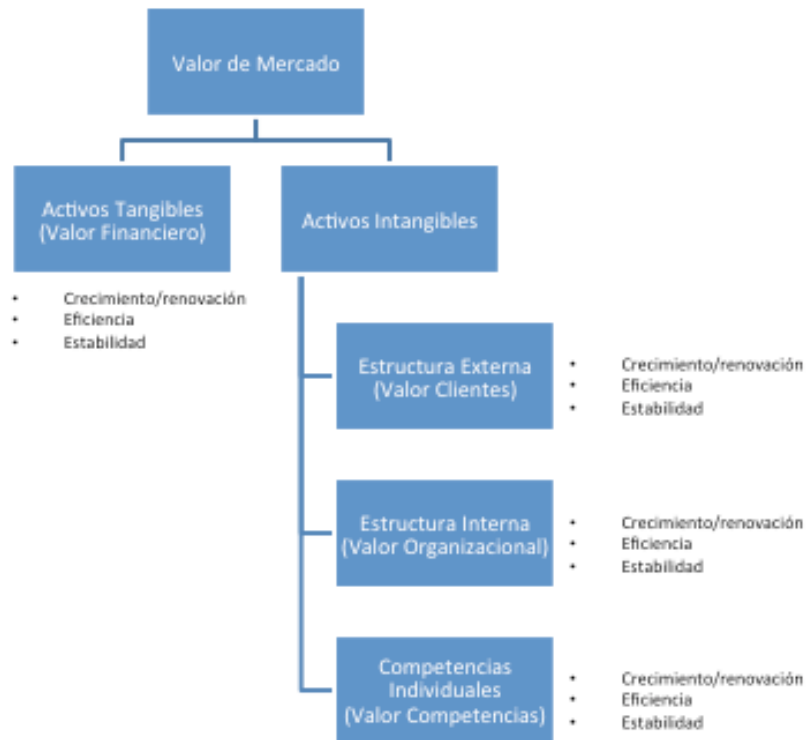 Valor de Mercado
Activos Tangibles
(Valor Financiero)
Activos Intangibles
• Crecimiento/renovación
• Eficiencia
• Estabilidad
Estructura Externa
(Valor Clientes)
• Crecimiento/renovación
• Eficiencia
• Estabilidad
Estructura Interna
(Valor Organizacional)
• Crecimiento/renovación
• Eficiencia
• Estabilidad
Competencias
Individuales
(Valor Competencias)
• Crecimiento/renovación
• Eficiencia
• Estabilidad